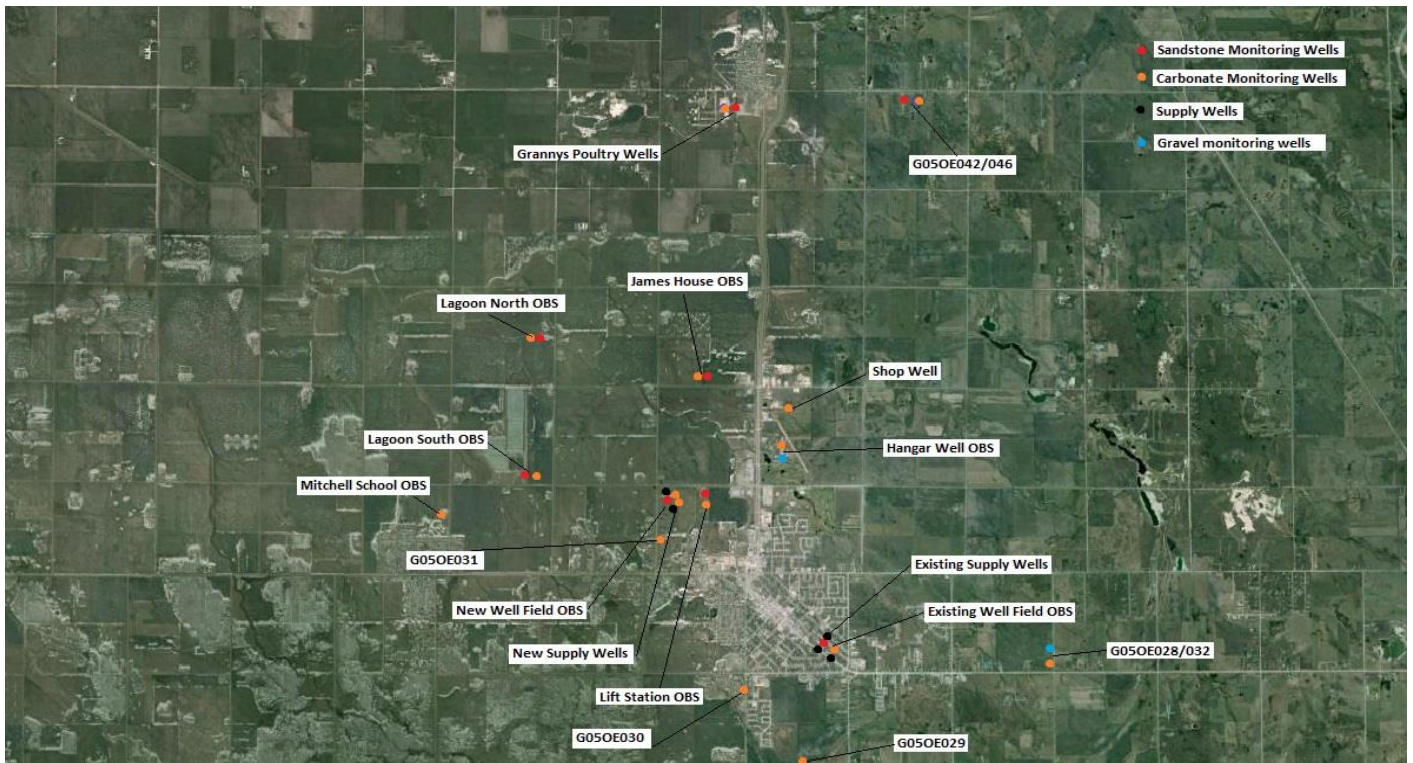 Sandstone Monitoring Wells
Carbonate Monitoring Wells
Supply Wells
Gravel monitoring wells
Grannys Poultry Wells
G05OE042/046
James House OBS
Lagoon North OBS
Shop Well
Lagoon South OBS
Hangar Well OBS
Mitchell School OBS
G05OE031
Existing Supply Wells
New Well Field OBS
Existing Well Field OBS
New Supply Wells
G05OE028/032
Lift Station OBS
G05OE030
G05OE029